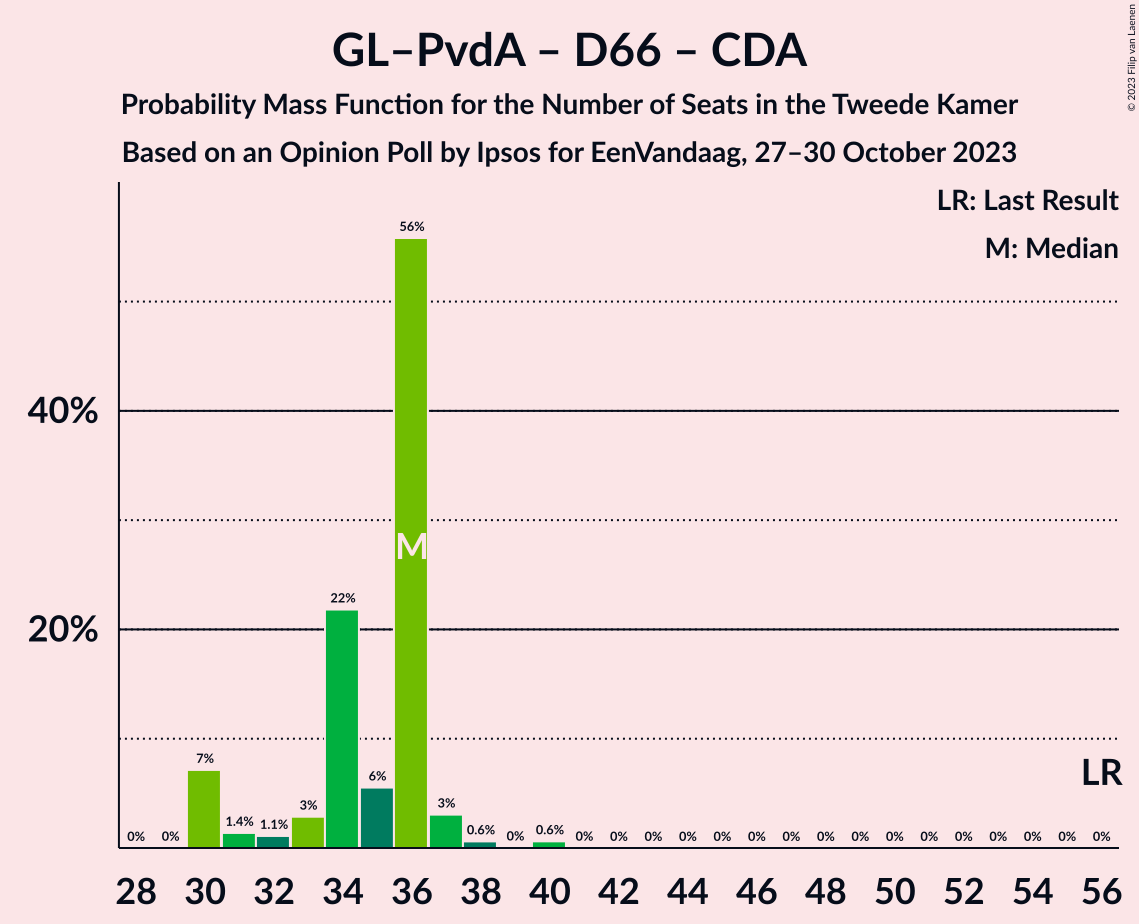 GL–PvdA – D66 – CDA
Probability Mass Function for the Number of Seats in the Tweede Kamer
Based on an Opinion Poll by Ipsos for EenVandaag, 27–30 October 2023
© 2023 Filip van Laenen
LR: Last Result
M: Median
40%
20%
0% 0% 7% 1.4% 1.1% 3% 22% 6% 56% 3% 0.6% 0% 0.6% 0% 0% 0% 0% 0% 0% 0% 0% 0% 0% 0% 0% 0% 0% 0% 0%
M
LR
28 30 32 34 36 38 40 42 44 46 48 50 52 54 56